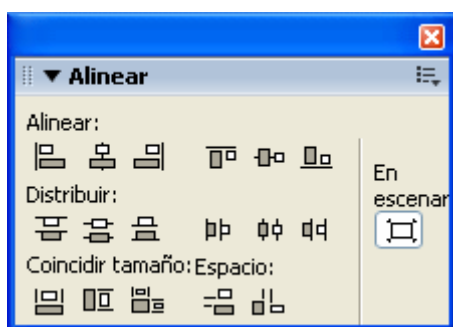 Alinear
Alinear:
En
escenar
Distribuir:
Coincidir tamaño: Espacio: